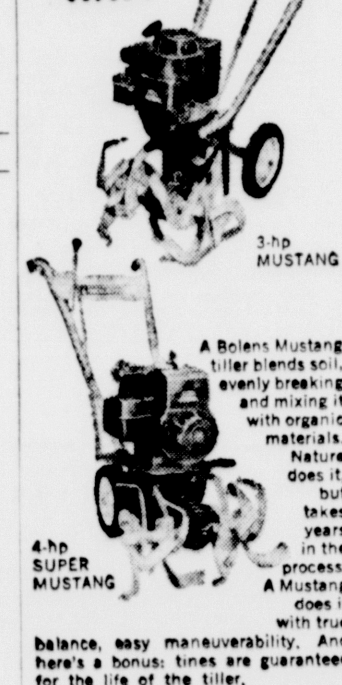 3-hp
MUSTANG
A Bolens Mustang
tiller blends soil,
evenly breaking
and mixing it
with organic
materials.
Nature
does it,
but
takes
years
in the
process.
A Mustang
does i
with true
balance, easy maneuverability. And
here's a bonus: tines are guaranteed
for the life of the tiller.
4-hp
SUPER
MUSTANG